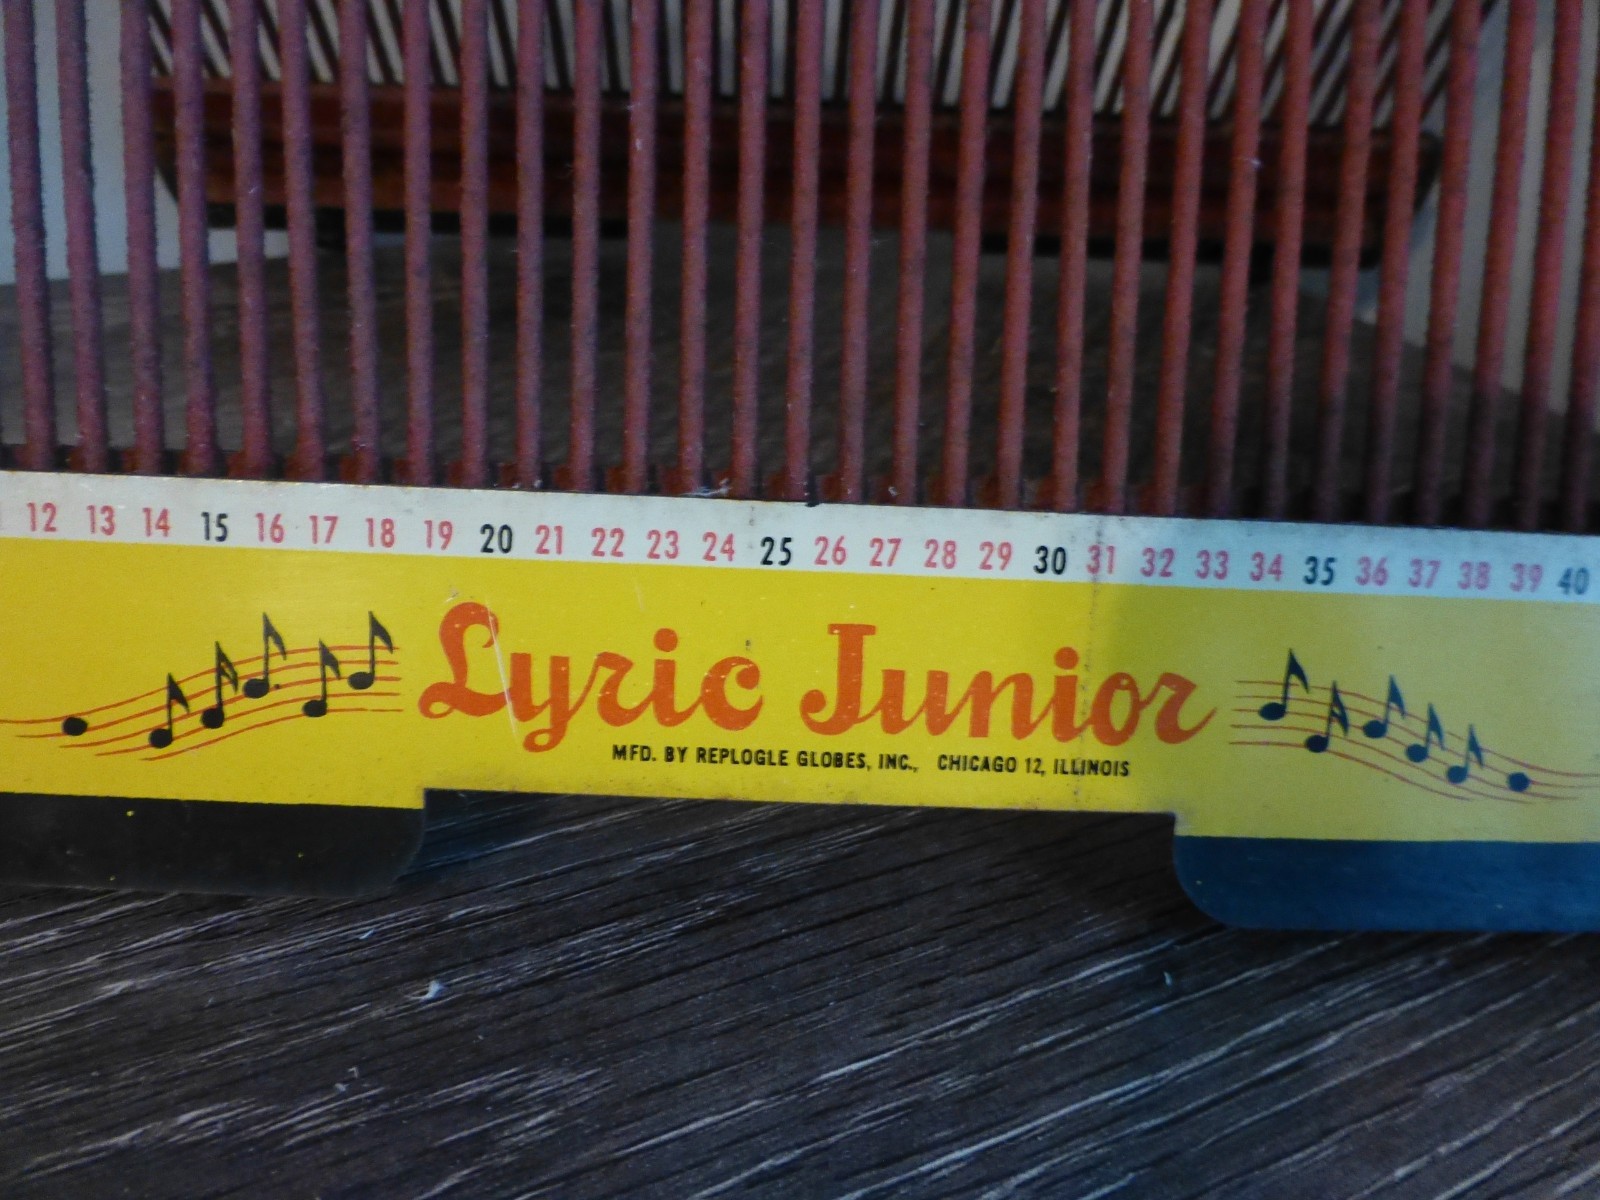 12 13 14 15 16 17 18 19 20 21 22 23 24 25 26 27 28 29 30 31 32 33 34 35 36 37 38 39 40
Lyric Junior
MFD. BY REPLOGLE GLOBES, INC., CHICAGO 12, ILLINOIS